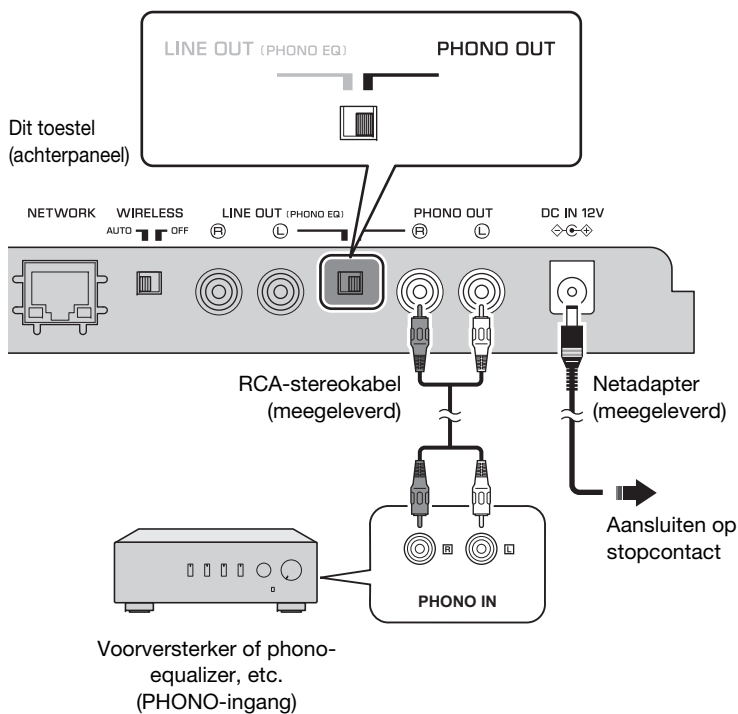 LINE OUT (PHONO EQ)
PHONO OUT
Dit toestel
(achterpaneel)
NETWORK
WIRELESS
AUTO
OFF
LINE OUT (PHONO EQ)
R
L
PHONO OUT
R
L
DC IN 12V
RCA-stereokabel
(meegeleverd)
Netadapter
(meegeleverd)
Aansluiten op
stopcontact
R
L
PHONO IN
Voorversterker of phono-
equalizer, etc.
(PHONO-ingang)